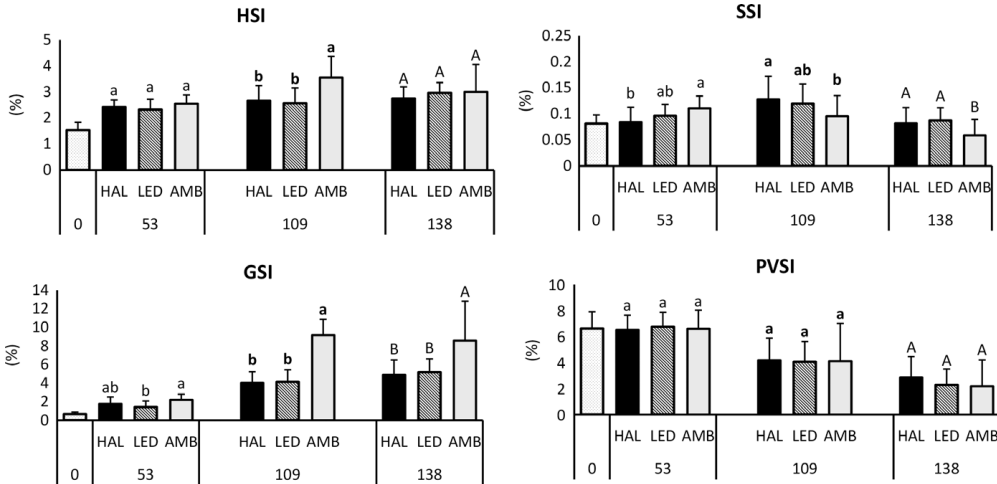 HSI
(%)
5
4
3
2
1
0
a a a
b b a
A A A
HAL LED AMB HAL LED AMB HAL LED AMB
0 53 109 138
SSI
(%)
0.25
0.2
0.15
0.1
0.05
0
b ab a
a ab b
A A B
HAL LED AMB HAL LED AMB HAL LED AMB
0 53 109 138
GSI
(%)
14
12
10
8
6
4
2
0
ab b a
b b a
B B A
HAL LED AMB HAL LED AMB HAL LED AMB
0 53 109 138
PVSI
(%)
10
8
6
4
2
0
a a a
a a a
A A A
HAL LED AMB HAL LED AMB HAL LED AMB
0 53 109 138